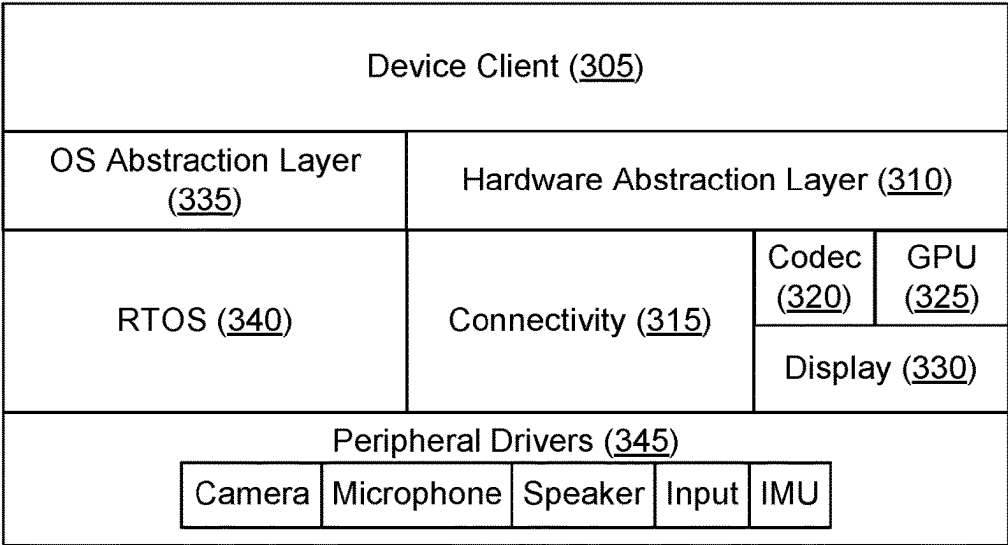 Device Client (305)
OS Abstraction Layer
(335)
Hardware Abstraction Layer (310)
RTOS (340)
Connectivity (315)
Codec
(320)
GPU
(325)
Display (330)
Peripheral Drivers (345)
Camera Microphone Speaker Input IMU